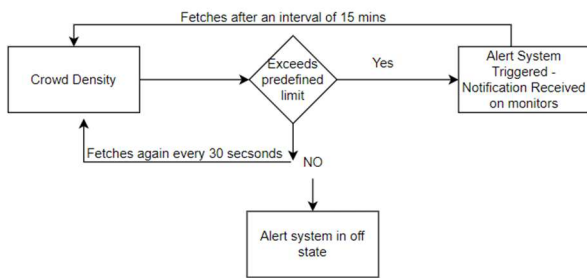 Fetches after an interval of 15 mins
Crowd Density
Exceeds
predefined
limit
Yes
Alert System
Triggered -
Notification Received
on monitors
Fetches again every 30 secsonds
NO
Alert system in off
state